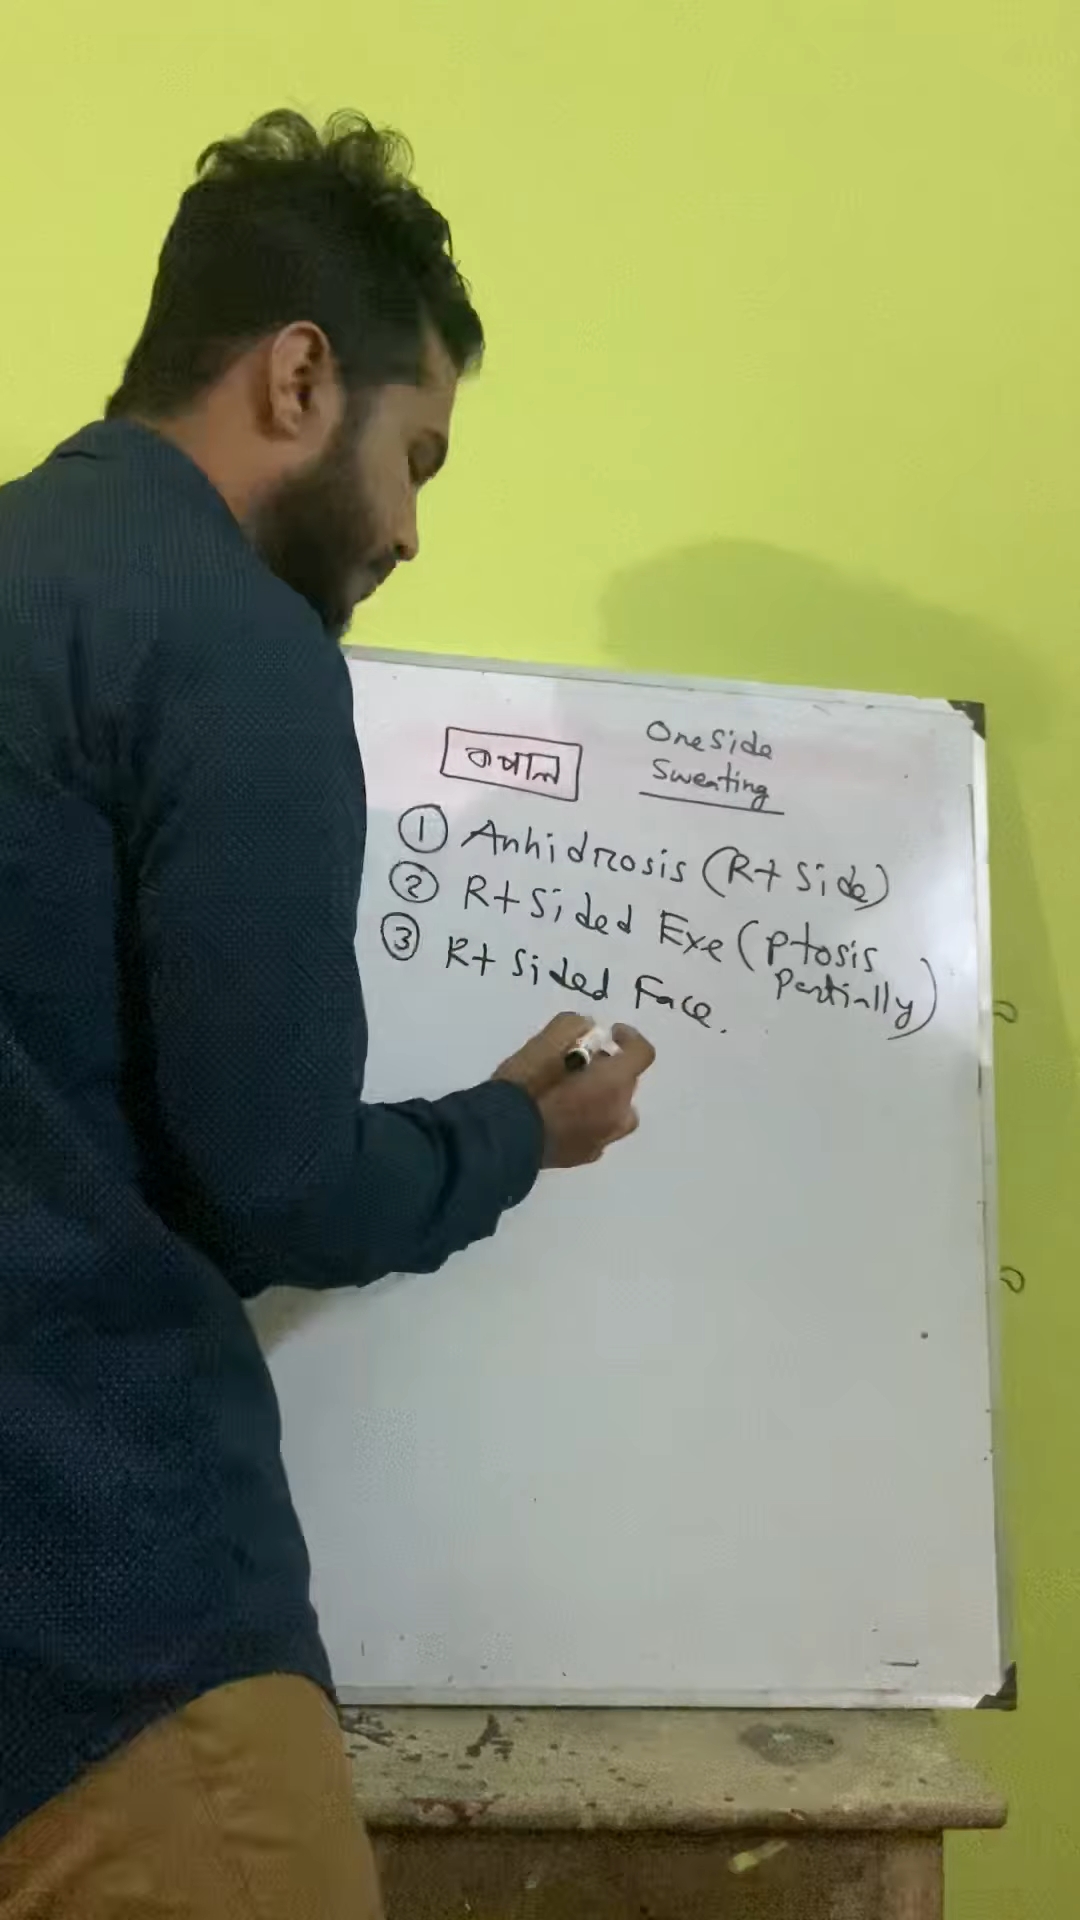 কপাল
One Side
Sweating
① Anhidrosis (Rt Side)
② Rt Sided Eye (Ptosis
Partially)
③ Rt Sided Face.